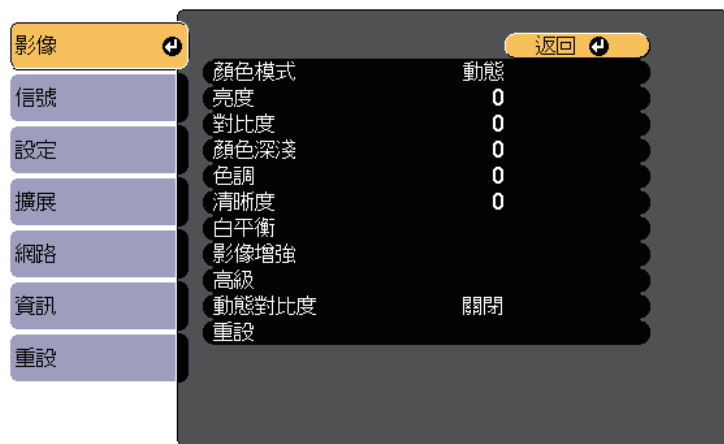 影像
信號
設定
擴展
網路
資訊
重設
返回
顏色模式 動態
亮度 0
對比度 0
顏色深淺 0
色調 0
清晰度 0
白平衡
影像增強
高級
動態對比度 關閉
重設